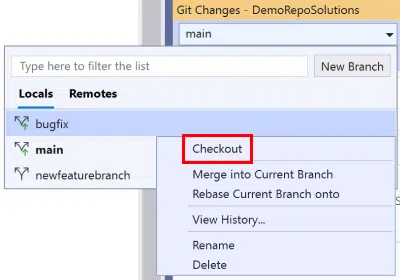 Git Changes - DemoRepoSolutions
main
Type here to filter the list
New Branch
Locals Remotes
bugfix
main
newfeaturebranch
Checkout
Merge into Current Branch
Rebase Current Branch onto
View History...
Rename
Delete